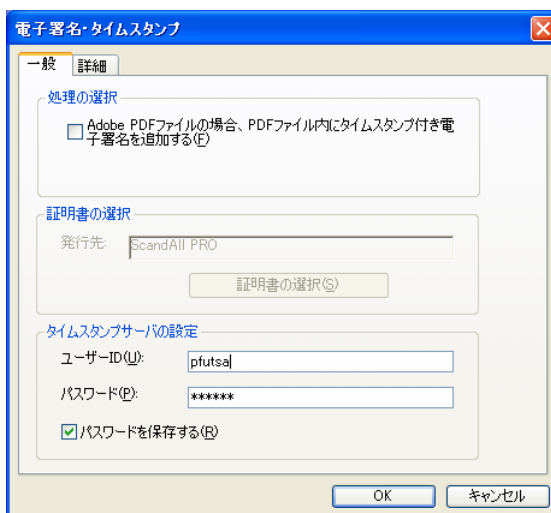 電子署名・タイムスタンプ
一般 詳細
処理の選択
Adobe PDFファイルの場合、PDFファイル内にタイムスタンプ付き電
子署名を追加する(F)
証明書の選択
発行先: ScandAll PRO
証明書の選択(S)
タイムスタンプサーバの設定
ユーザーID(U): pfutsa
パスワード(P): ******
パスワードを保存する(R)
OK キャンセル